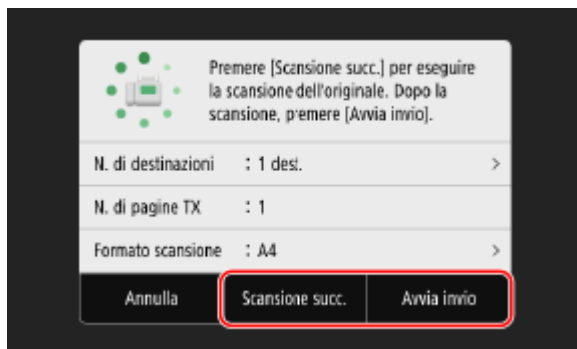 Premere [Scansione succ.] per eseguire
la scansione dell'originale. Dopo la
scansione, premere [Avvia invio].
N. di destinazioni : 1 dest.
N. di pagine TX : 1
Formato scansione : A4
Annulla Scansione succ. Avvia invio